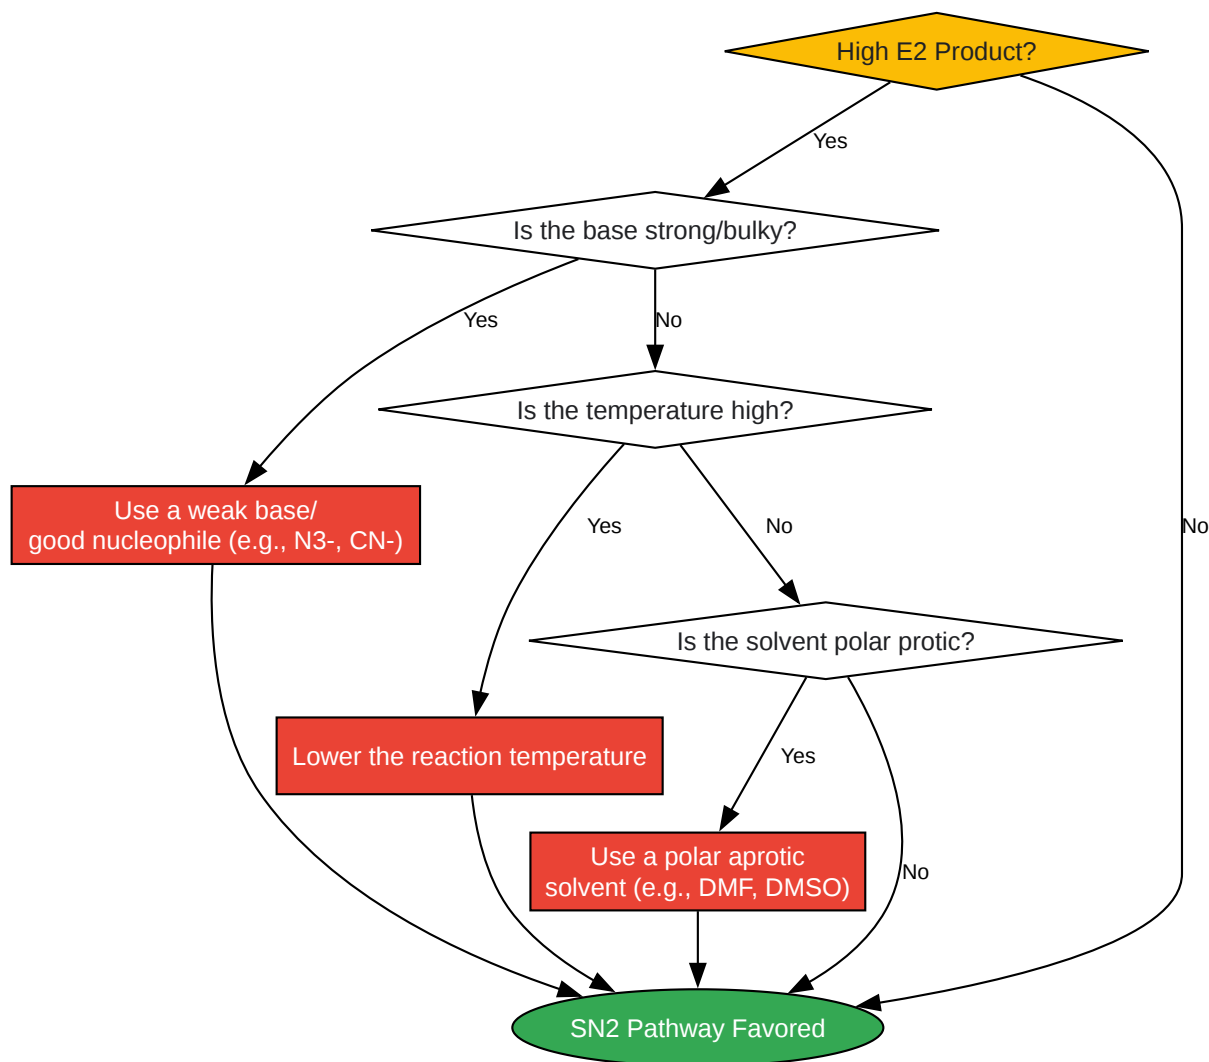 High E2 Product?
Yes
Is the base strong/bulky?
Yes
No
Is the temperature high?
Use a weak base/
good nucleophile (e.g., N3-, CN-)
Yes
No
No
Is the solvent polar protic?
Lower the reaction temperature
Yes
Use a polar aprotic
solvent (e.g., DMF, DMSO)
No
SN2 Pathway Favored